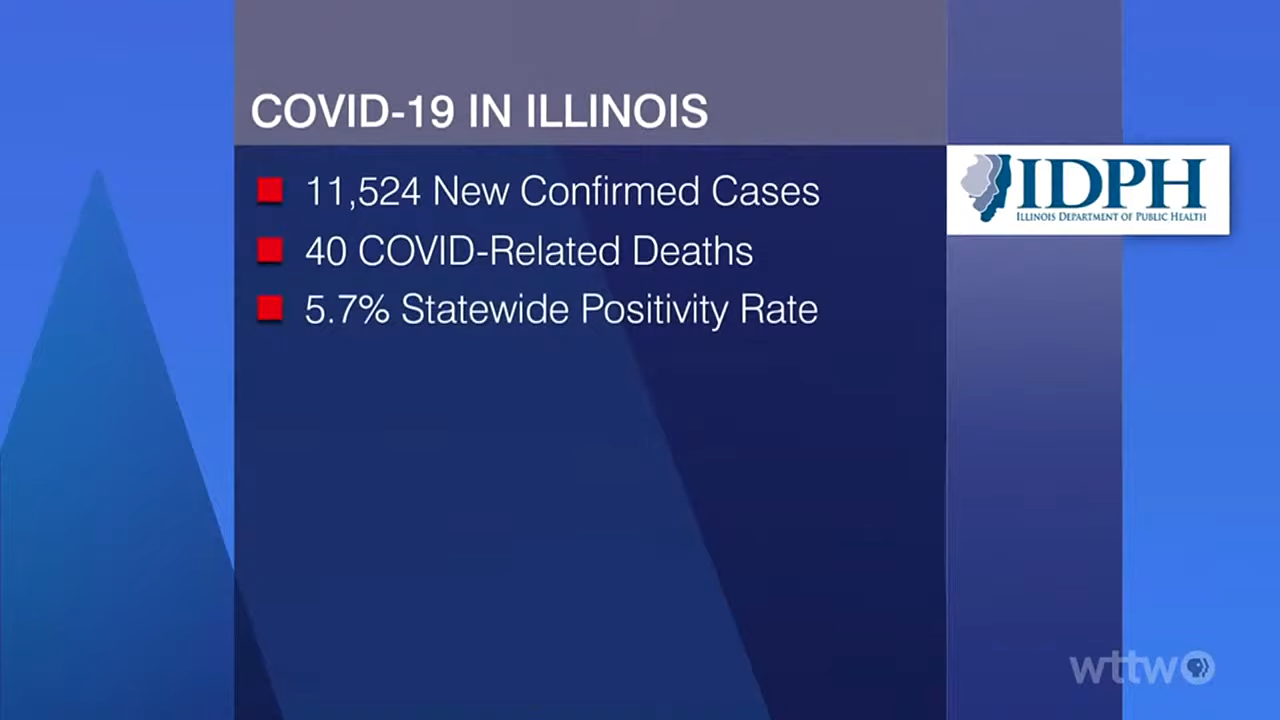 COVID-19 IN ILLINOIS
11,524 New Confirmed Cases
40 COVID-Related Deaths
5.7% Statewide Positivity Rate
IDPH
ILLINOIS DEPARTMENT OF PUBLIC HEALTH
wttw